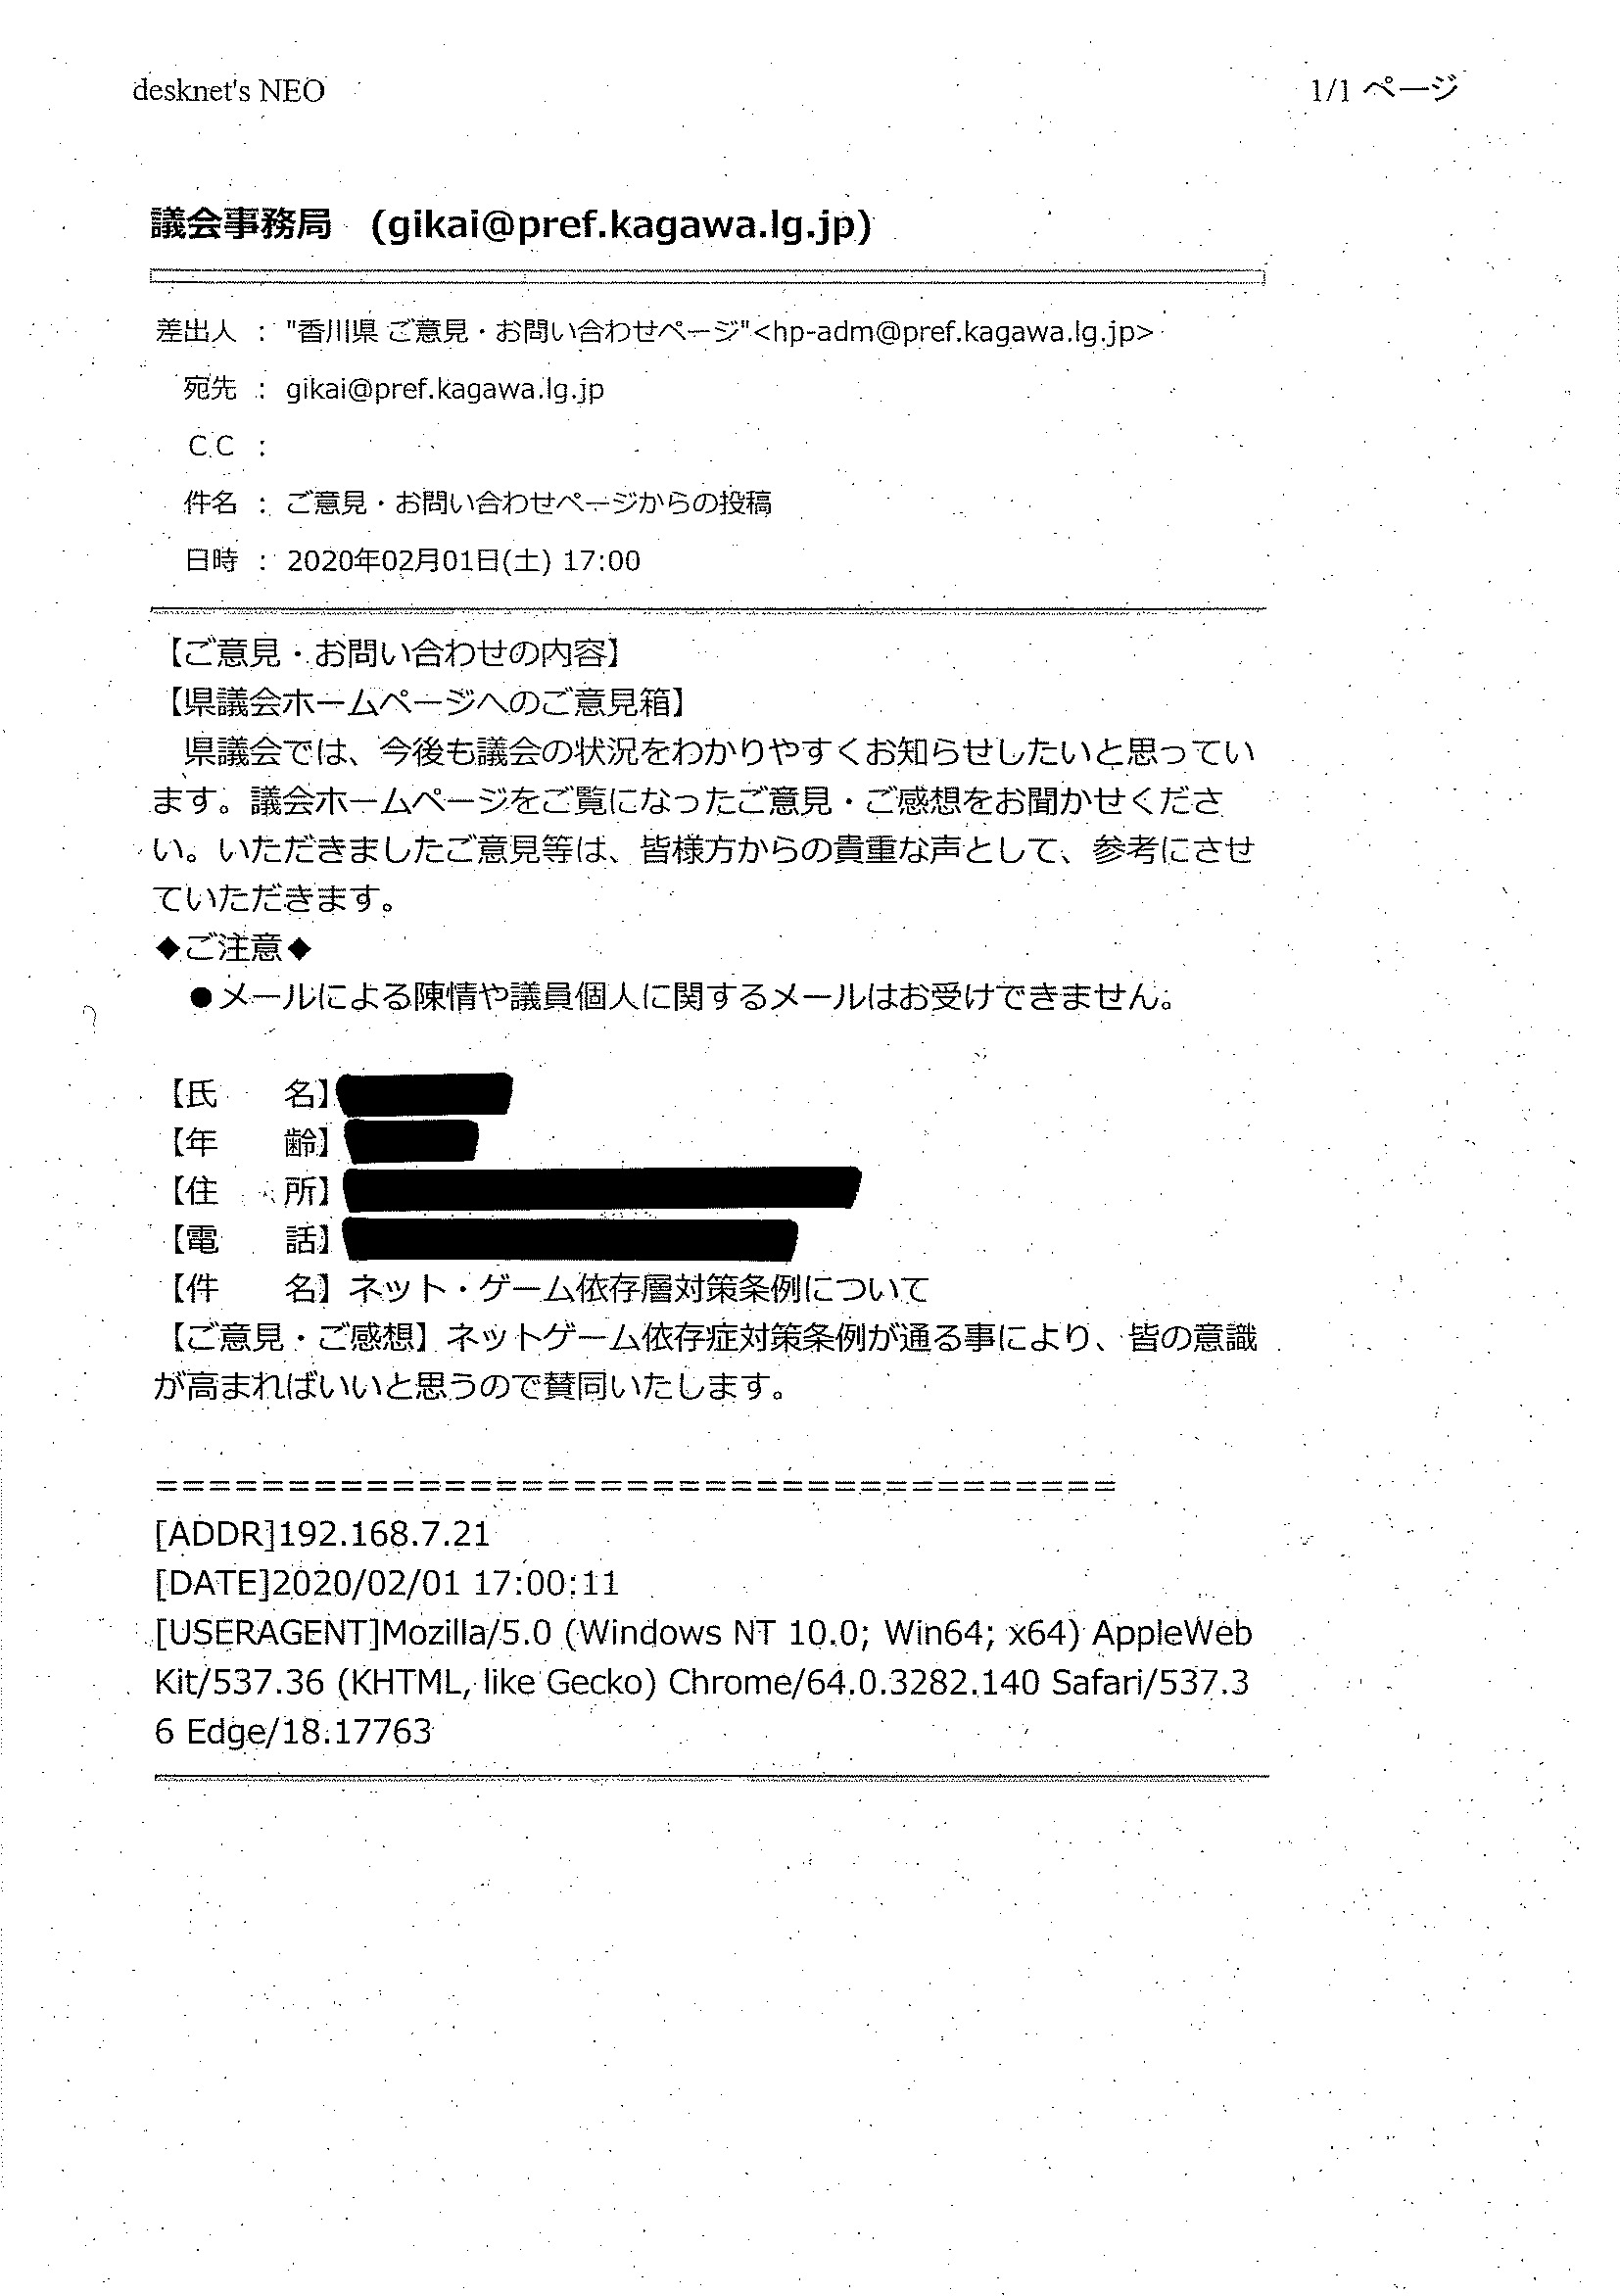 desknet's NEO
1/1 ページ
議会事務局　(gikai@pref.kagawa.lg.jp)
差出人 : "香川県 ご意見・お問い合わせページ"<hp-adm@pref.kagawa.lg.jp>
宛先 : gikai@pref.kagawa.lg.jp
C C :
件名 : ご意見・お問い合わせページからの投稿
日時 : 2020年02月01日(土) 17:00
【ご意見・お問い合わせの内容】
【県議会ホームページへのご意見箱】
　県議会では、今後も議会の状況をわかりやすくお知らせしたいと思ってい
ます。議会ホームページをご覧になったご意見・ご感想をお聞かせくださ
い。いただきましたご意見等は、皆様方からの貴重な声として、参考にさせ
ていただきます。
◆ご注意◆
　●メールによる陳情や議員個人に関するメールはお受けできません。
【氏　　名】
【年　　齢】
【住　　所】
【電　　話】
【件　　名】ネット・ゲーム依存層対策条例について
【ご意見・ご感想】ネットゲーム依存症対策条例が通る事により、皆の意識
が高まればいいと思うので賛同いたします。
=====================================
[ADDR]192.168.7.21
[DATE]2020/02/01 17:00:11
[USERAGENT]Mozilla/5.0 (Windows NT 10.0; Win64; x64) AppleWeb
Kit/537.36 (KHTML, like Gecko) Chrome/64.0.3282.140 Safari/537.3
6 Edge/18.17763